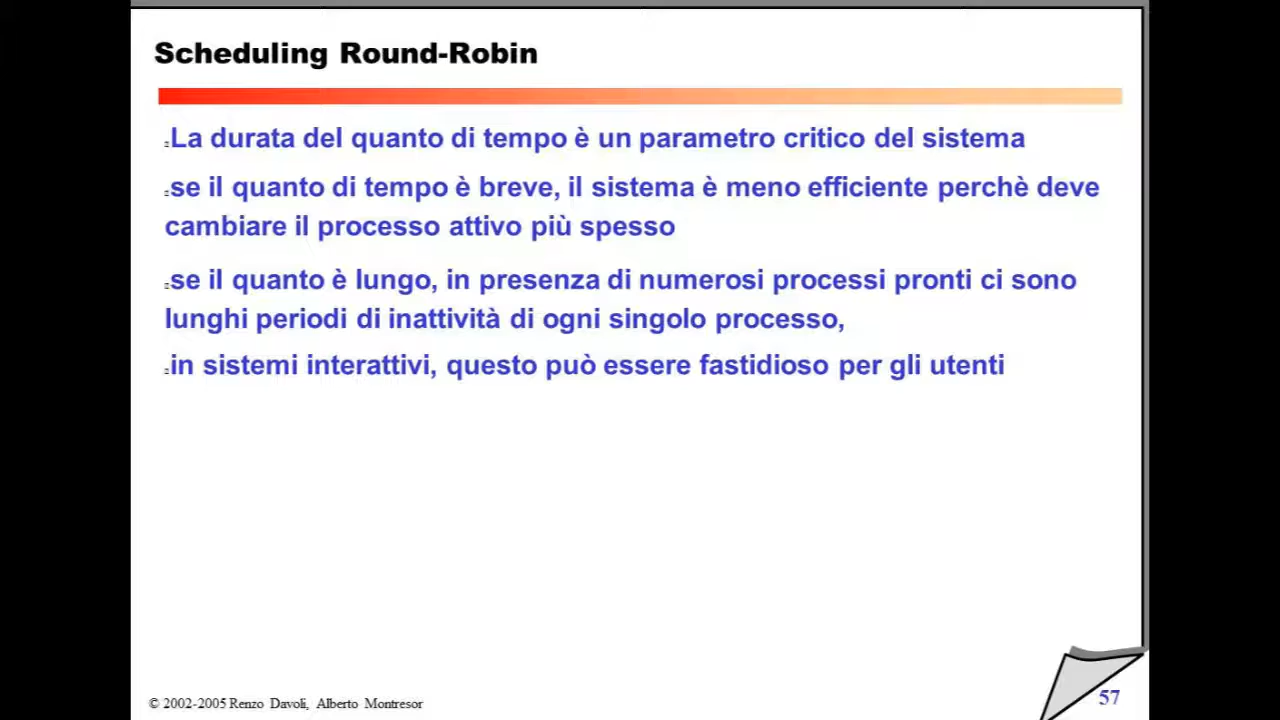 Scheduling Round-Robin
La durata del quanto di tempo è un parametro critico del sistema
se il quanto di tempo è breve, il sistema è meno efficiente perchè deve
cambiare il processo attivo più spesso
se il quanto è lungo, in presenza di numerosi processi pronti ci sono
lunghi periodi di inattività di ogni singolo processo,
in sistemi interattivi, questo può essere fastidioso per gli utenti
© 2002-2005 Renzo Davoli, Alberto Montresor
57